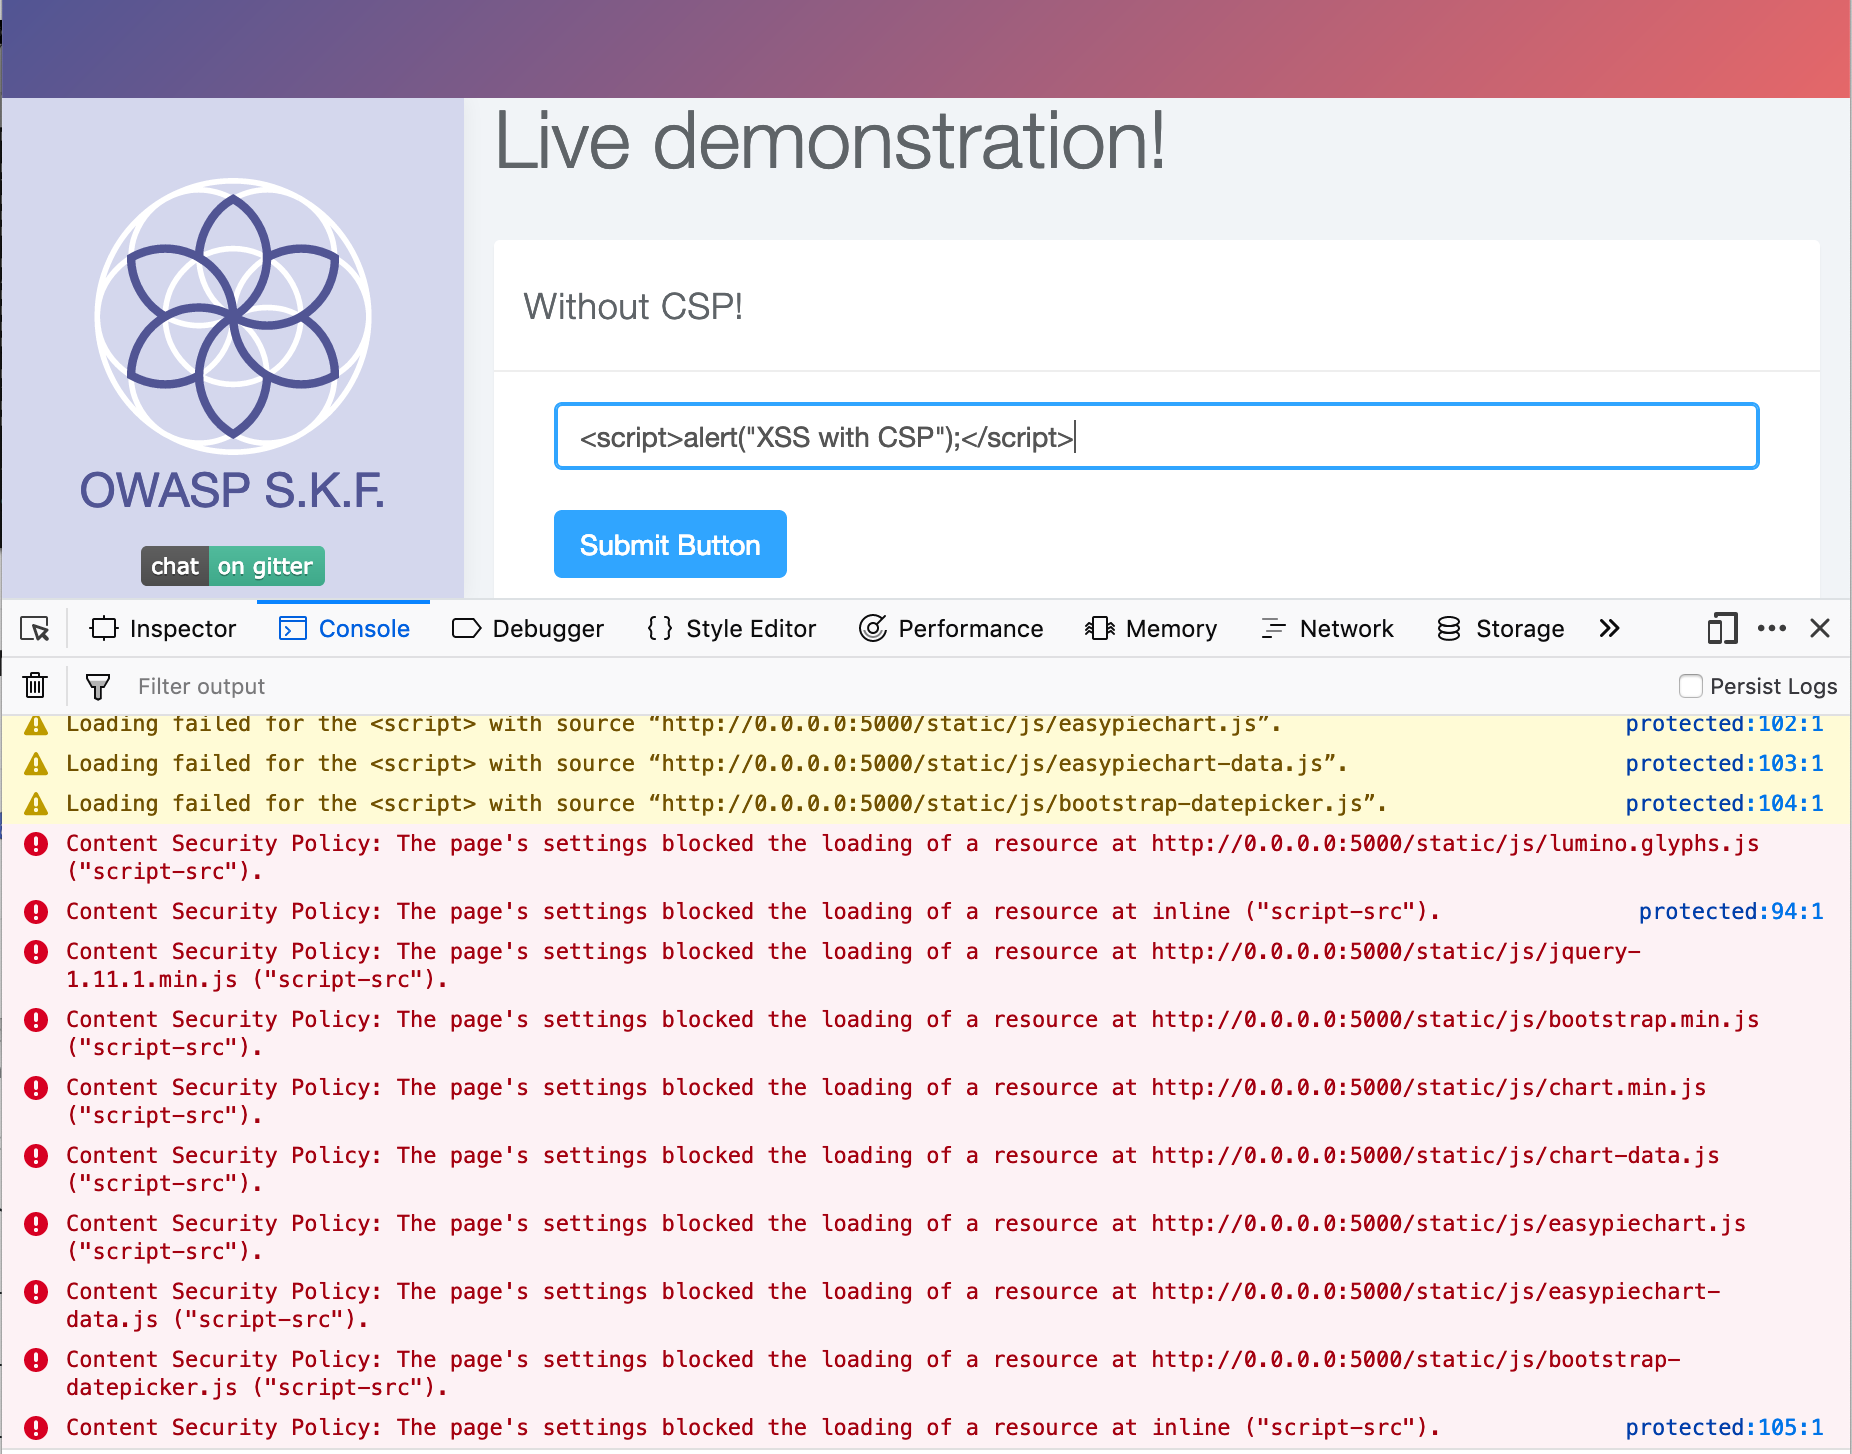 Live demonstration!
Without CSP!
<script>alert("XSS with CSP");</script>
Submit Button
OWASP S.K.F.
chat on gitter
Inspector Console Debugger Style Editor Performance Memory Network Storage
Filter output Persist Logs
Loading failed for the <script> with source “http://0.0.0.0:5000/static/js/easypiechart.js”. protected:102:1
Loading failed for the <script> with source “http://0.0.0.0:5000/static/js/easypiechart-data.js”. protected:103:1
Loading failed for the <script> with source “http://0.0.0.0:5000/static/js/bootstrap-datepicker.js”. protected:104:1
Content Security Policy: The page's settings blocked the loading of a resource at http://0.0.0.0:5000/static/js/lumino.glyphs.js
("script-src").
Content Security Policy: The page's settings blocked the loading of a resource at inline ("script-src"). protected:94:1
Content Security Policy: The page's settings blocked the loading of a resource at http://0.0.0.0:5000/static/js/jquery-
1.11.1.min.js ("script-src").
Content Security Policy: The page's settings blocked the loading of a resource at http://0.0.0.0:5000/static/js/bootstrap.min.js
("script-src").
Content Security Policy: The page's settings blocked the loading of a resource at http://0.0.0.0:5000/static/js/chart.min.js
("script-src").
Content Security Policy: The page's settings blocked the loading of a resource at http://0.0.0.0:5000/static/js/chart-data.js
("script-src").
Content Security Policy: The page's settings blocked the loading of a resource at http://0.0.0.0:5000/static/js/easypiechart.js
("script-src").
Content Security Policy: The page's settings blocked the loading of a resource at http://0.0.0.0:5000/static/js/easypiechart-
data.js ("script-src").
Content Security Policy: The page's settings blocked the loading of a resource at http://0.0.0.0:5000/static/js/bootstrap-
datepicker.js ("script-src").
Content Security Policy: The page's settings blocked the loading of a resource at inline ("script-src"). protected:105:1